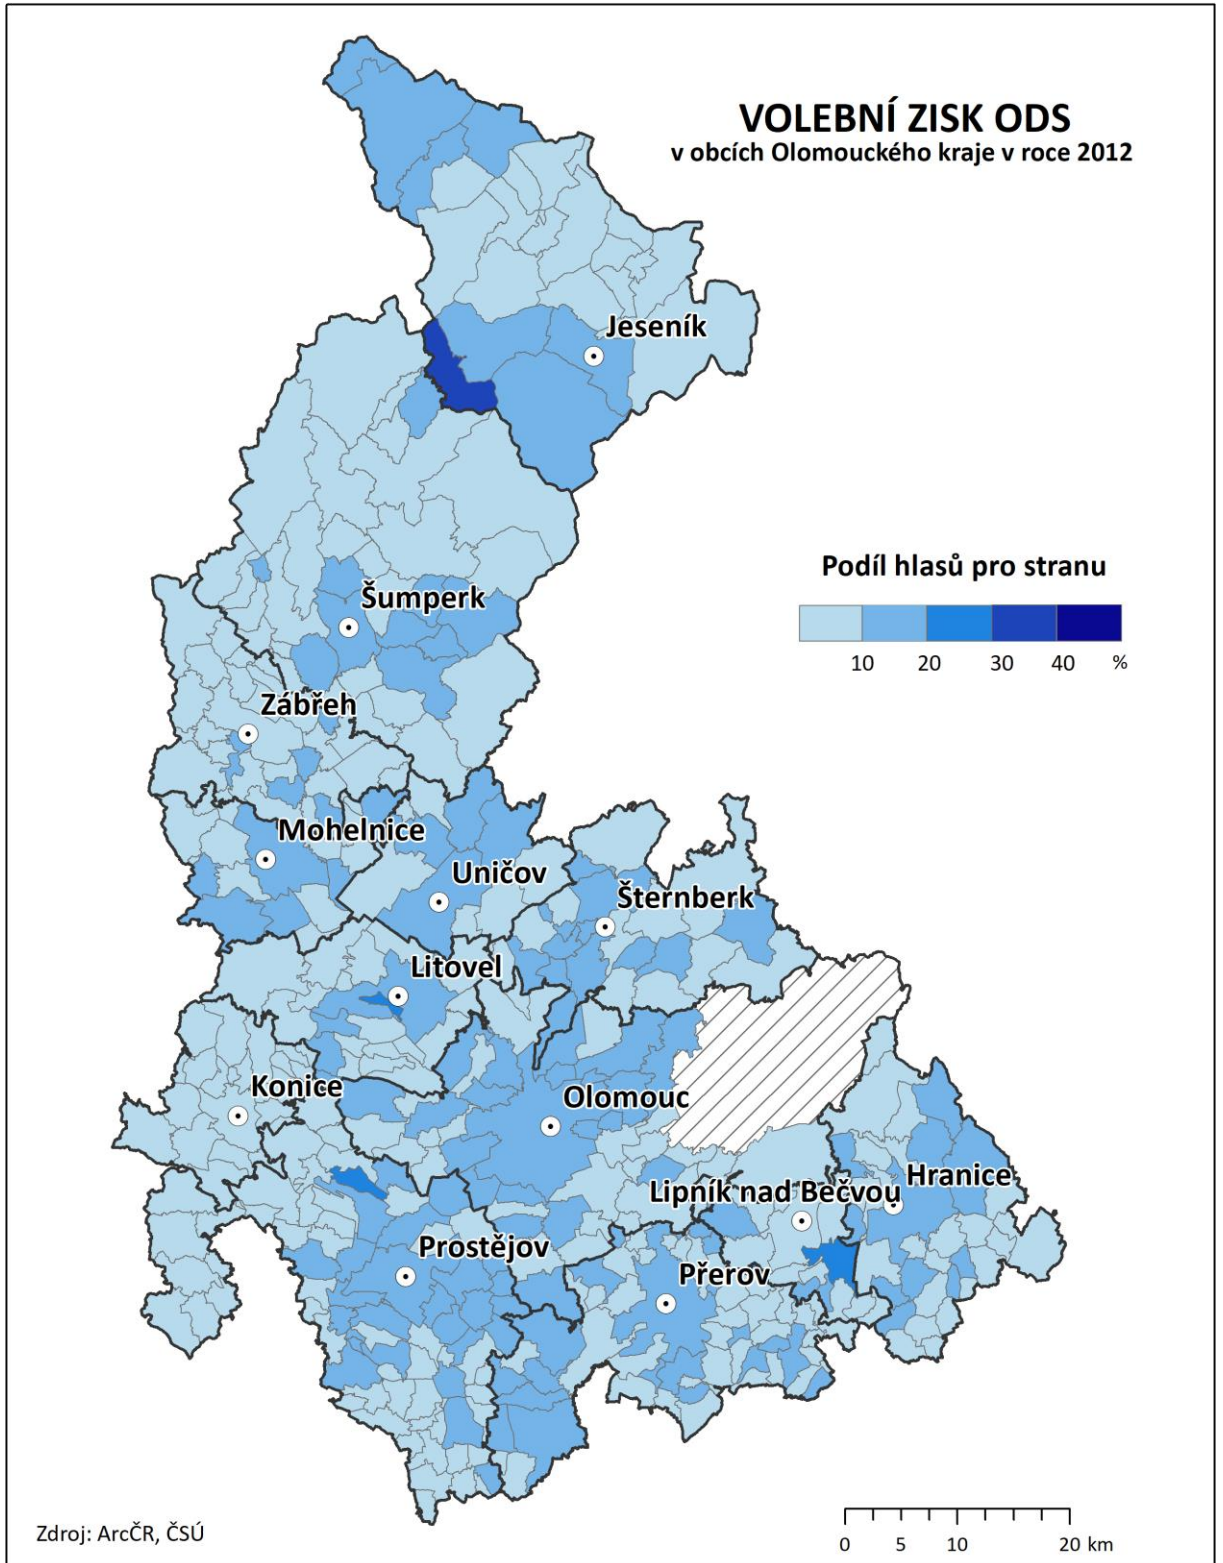 VOLEBNÍ ZISK ODS
v obcích Olomouckého kraje v roce 2012
Jeseník
Podíl hlasů pro stranu
10 20 30 40 %
Šumperk
Zábřeh
Mohelnice
Uničov
Šternberk
Litovel
Konice
Olomouc
Hranice
Lipník nad Bečvou
Prostějov
Přerov
Zdroj: ArcČR, ČSÚ
0 5 10 20 km